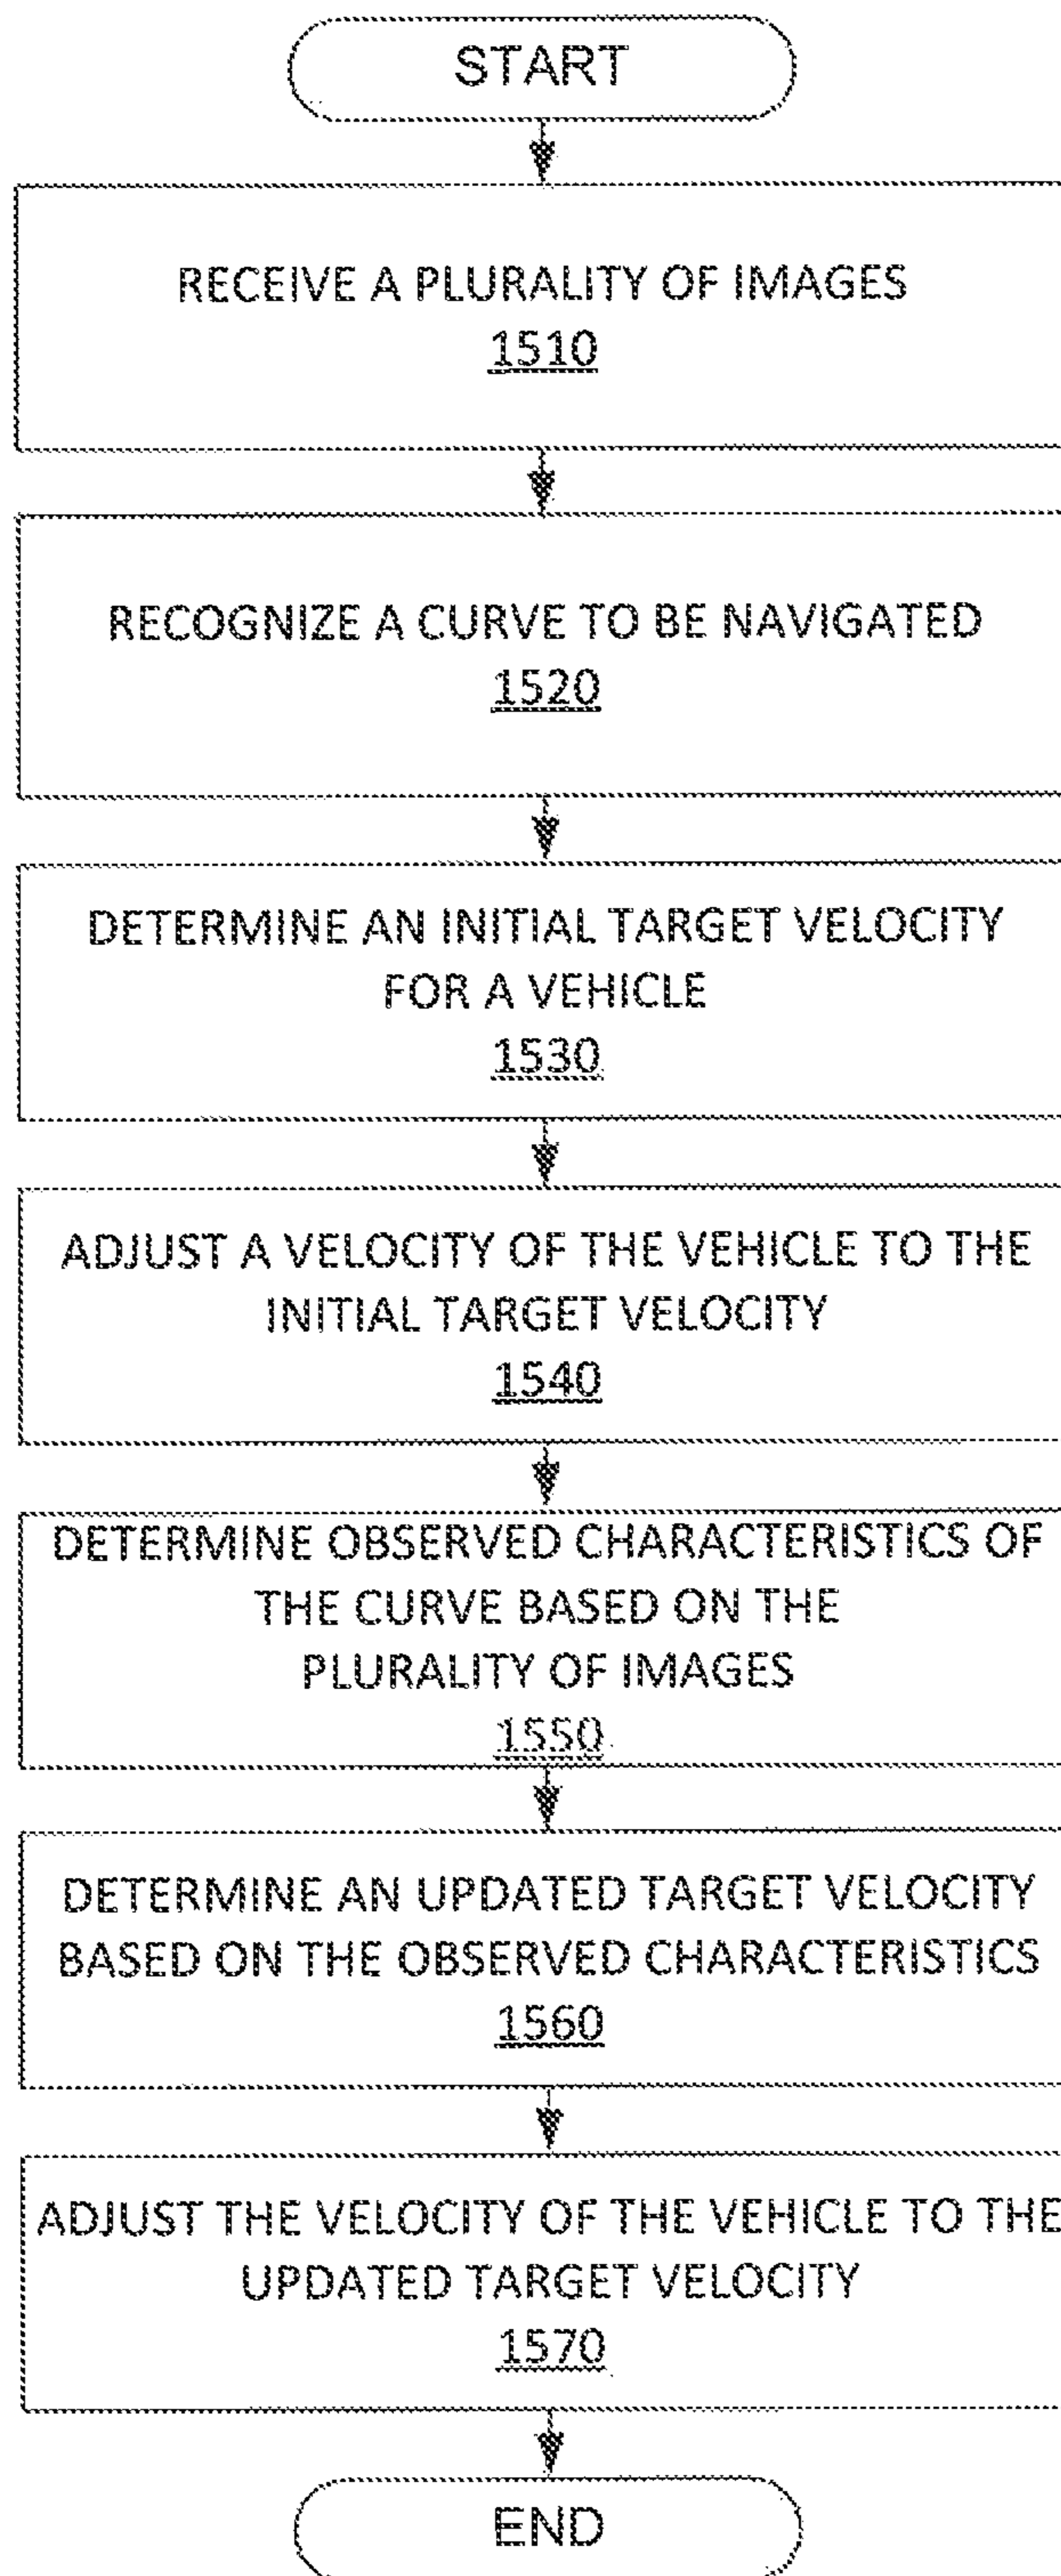 START
RECEIVE A PLURALITY OF IMAGES
1510
RECOGNIZE A CURVE TO BE NAVIGATED
1520
DETERMINE AN INITIAL TARGET VELOCITY
FOR A VEHICLE
1530
ADJUST A VELOCITY OF THE VEHICLE TO THE
INITIAL TARGET VELOCITY
1540
DETERMINE OBSERVED CHARACTERISTICS OF
THE CURVE BASED ON THE
PLURALITY OF IMAGES
1550
DETERMINE AN UPDATED TARGET VELOCITY
BASED ON THE OBSERVED CHARACTERISTICS
1560
ADJUST THE VELOCITY OF THE VEHICLE TO THE
UPDATED TARGET VELOCITY
1570
END